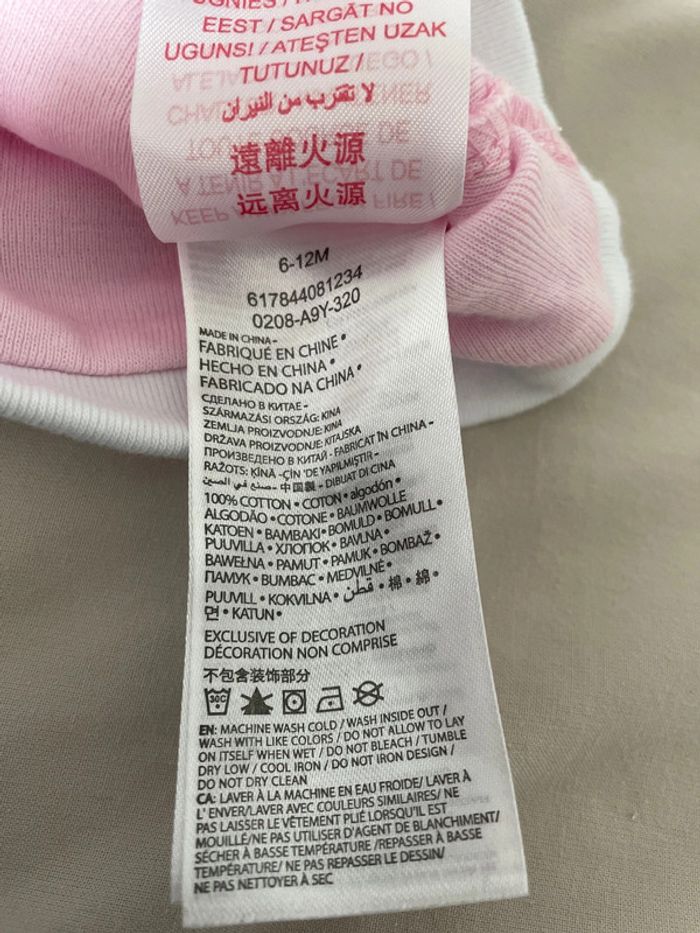 EEST / SARGĀT NO
UGUNS! / ATEŞTEN UZAK
TUTUNUZ /
لا تقترب من النيران
遠離火源
远离火源
6-12M
617844081234
0208-A9Y-320
MADE IN CHINA-
FABRIQUÉ EN CHINE •
HECHO EN CHINA •
FABRICADO NA CHINA •
СДЕЛАНО В КИТАЕ -
SZÁRMAZÁSI ORSZÁG: KINA
ZEMLJA PROIZVODNJE: KINA
DRŽAVA PROIZVODNJE: KITAJSKA
ПРОИЗВЕДЕНО В КИТАЙ - FABRICAT ÎN CHINA -
RAŽOTS: ĶĪNĀ -ÇİN 'DE YAPILMIŞTIR -
صنع في الصين - 中国製 - DIBUAT DI CINA
100% COTTON • COTON • algodón •
ALGODÃO • COTONE • BAUMWOLLE
KATOEN • BAMBAKI • BOMULD • BOMULL •
PUUVILLA • ХЛОПОК • BAVLNA •
BAWEŁNA • PAMUT • PAMUK • BOMBAŽ •
ПАМУК • BUMBAC • MEDVILNĖ •
PUUVILL • KOKVILNA • قطن • 棉 • 綿 •
면 • KATUN •
EXCLUSIVE OF DECORATION
DÉCORATION NON COMPRISE
不包含装饰部分
30C
EN: MACHINE WASH COLD / WASH INSIDE OUT /
WASH WITH LIKE COLORS / DO NOT ALLOW TO LAY
ON ITSELF WHEN WET / DO NOT BLEACH / TUMBLE
DRY LOW / COOL IRON / DO NOT IRON DESIGN /
DO NOT DRY CLEAN
CA: LAVER À LA MACHINE EN EAU FROIDE/ LAVER À
L' ENVER/LAVER AVEC COULEURS SIMILAIRES/ NE
PAS LAISSER LE VÊTEMENT PLIÉ LORSQU'IL EST
MOUILLÉ/NE PAS UTILISER D'AGENT DE BLANCHIMENT/
SÉCHER À BASSE TEMPÉRATURE /REPASSER À BASSE
TEMPÉRATURE/ NE PAS REPASSER LE DESSIN/
NE PAS NETTOYER À SEC